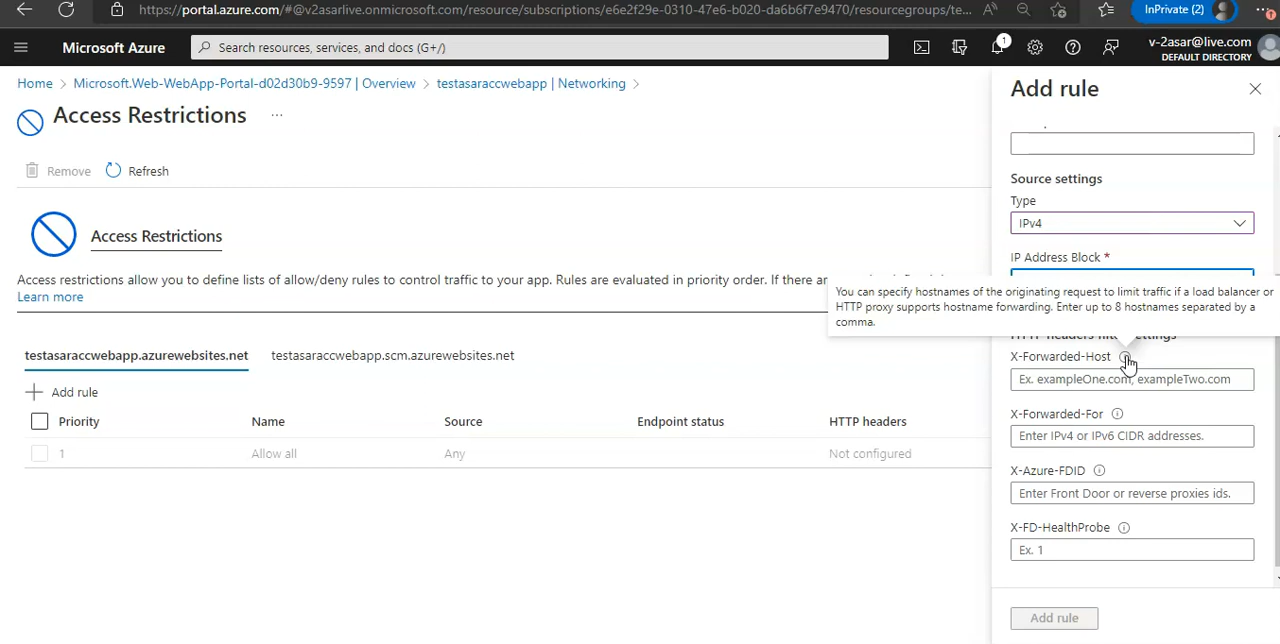 https://portal.azure.com/#@v2asarlive.onmicrosoft.com/resource/subscriptions/e6e2f29e-0310-47e6-b020-da6b6f7e9470/resourcegroups/te...
InPrivate (2)
Microsoft Azure
Search resources, services, and docs (G+/)
1
v-2asar@live.com
DEFAULT DIRECTORY
Home > Microsoft.Web-WebApp-Portal-d02d30b9-9597 | Overview > testasaraccwebapp | Networking >
Access Restrictions ...
Remove Refresh
Access Restrictions
Access restrictions allow you to define lists of allow/deny rules to control traffic to your app. Rules are evaluated in priority order. If there
Learn more
testasaraccwebapp.azurewebsites.net testasaraccwebapp.scm.azurewebsites.net
Add rule
Priority Name Source Endpoint status HTTP headers
1 Allow all Any Not configured
Add rule
Source settings
Type
IPv4
IP Address Block *
You can specify hostnames of the originating request to limit traffic if a load balancer or
HTTP proxy supports hostname forwarding. Enter up to 8 hostnames separated by a
comma.
X-Forwarded-Host
Ex. exampleOne.com, exampleTwo.com
X-Forwarded-For
Enter IPv4 or IPv6 CIDR addresses.
X-Azure-FDID
Enter Front Door or reverse proxies ids.
X-FD-HealthProbe
Ex. 1
Add rule